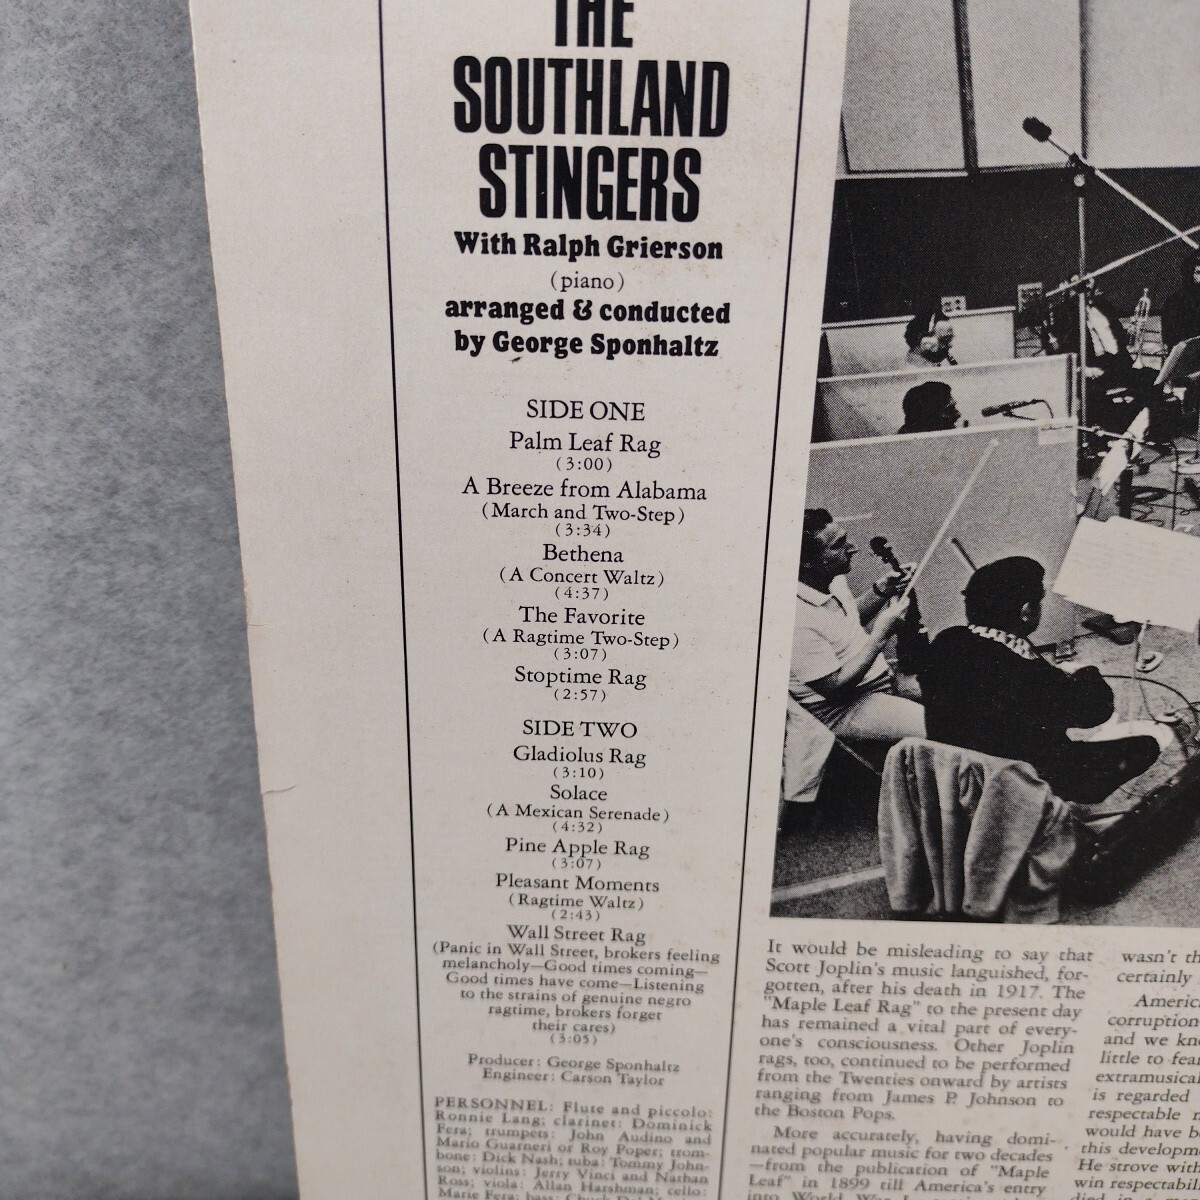 THE
SOUTHLAND
STINGERS
With Ralph Grierson
(piano)
arranged & conducted
by George Sponhaltz
SIDE ONE
Palm Leaf Rag
(3:00)
A Breeze from Alabama
(March and Two-Step)
(3:34)
Bethena
(A Concert Waltz)
(4:37)
The Favorite
(A Ragtime Two-Step)
(3:07)
Stoptime Rag
(2:57)
SIDE TWO
Gladiolus Rag
(3:10)
Solace
(A Mexican Serenade)
(4:32)
Pine Apple Rag
(3:07)
Pleasant Moments
(Ragtime Waltz)
(2:43)
Wall Street Rag
(Panic in Wall Street, brokers feeling
melancholy—Good times coming—
Good times have come—Listening
to the strains of genuine negro
ragtime, brokers forget
their cares)
(3:05)
Producer: George Sponhaltz
Engineer: Carson Taylor
PERSONNEL: Flute and piccolo:
Ronnie Lang; clarinet: Dominick
Fera; trumpets: John Audino and
Mario Guarneri or Roy Poper; trom-
bone: Dick Nash; tuba: Tommy John-
son; violins: Jerry Vinci and Nathan
Ross; viola: Allan Harshman; cello:
Marie Fera; bass:
It would be misleading to say that
Scott Joplin's music languished, for-
gotten, after his death in 1917. The
"Maple Leaf Rag" to the present day
has remained a vital part of every-
one's consciousness. Other Joplin
rags, too, continued to be performed
from the Twenties onward by artists
ranging from James P. Johnson to
the Boston Pops.
More accurately, having domi-
nated popular music for two decades
—from the publication of "Maple
Leaf" in 1899 till America's entry
into World War
wasn't th
certainly
Americ
corruption
and we kn
little to fea
extramusica
is regarded
respectable
would have b
this developm
He strove with
win respectabil